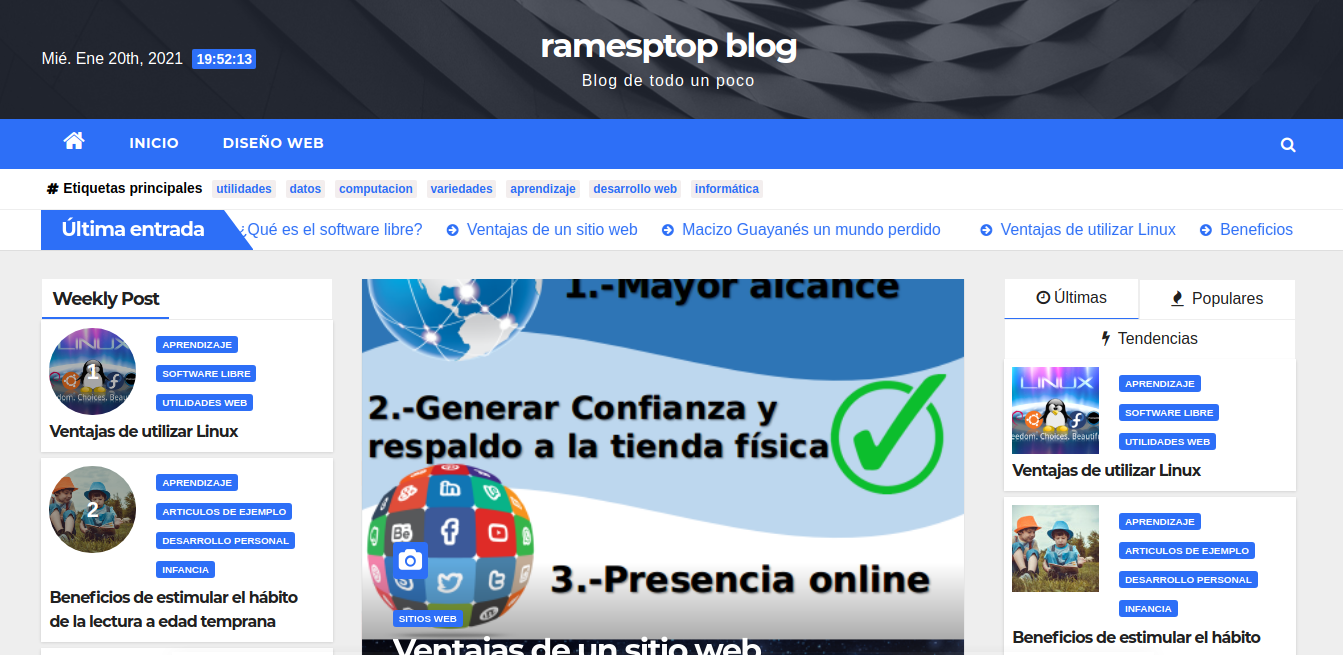 Mié. Ene 20th, 2021 19:52:13
ramesptop blog
Blog de todo un poco
INICIO DISEÑO WEB
# Etiquetas principales utilidades datos computacion variedades aprendizaje desarrollo web informática
Última entrada
¿Qué es el software libre? Ventajas de un sitio web Macizo Guayanés un mundo perdido Ventajas de utilizar Linux Beneficios
Weekly Post
LINUX
1
dom. Choices. Beau
APRENDIZAJE
SOFTWARE LIBRE
UTILIDADES WEB
Ventajas de utilizar Linux
2
APRENDIZAJE
ARTICULOS DE EJEMPLO
DESARROLLO PERSONAL
INFANCIA
Beneficios de estimular el hábito
de la lectura a edad temprana
1.-Mayor alcance
2.-Generar Confianza y
respaldo a la tienda física
3.-Presencia online
SITIOS WEB
Ventajas de un sitio web
Últimas Populares
Tendencias
LINUX
eedom. Choices. Beautif
APRENDIZAJE
SOFTWARE LIBRE
UTILIDADES WEB
Ventajas de utilizar Linux
APRENDIZAJE
ARTICULOS DE EJEMPLO
DESARROLLO PERSONAL
INFANCIA
Beneficios de estimular el hábito